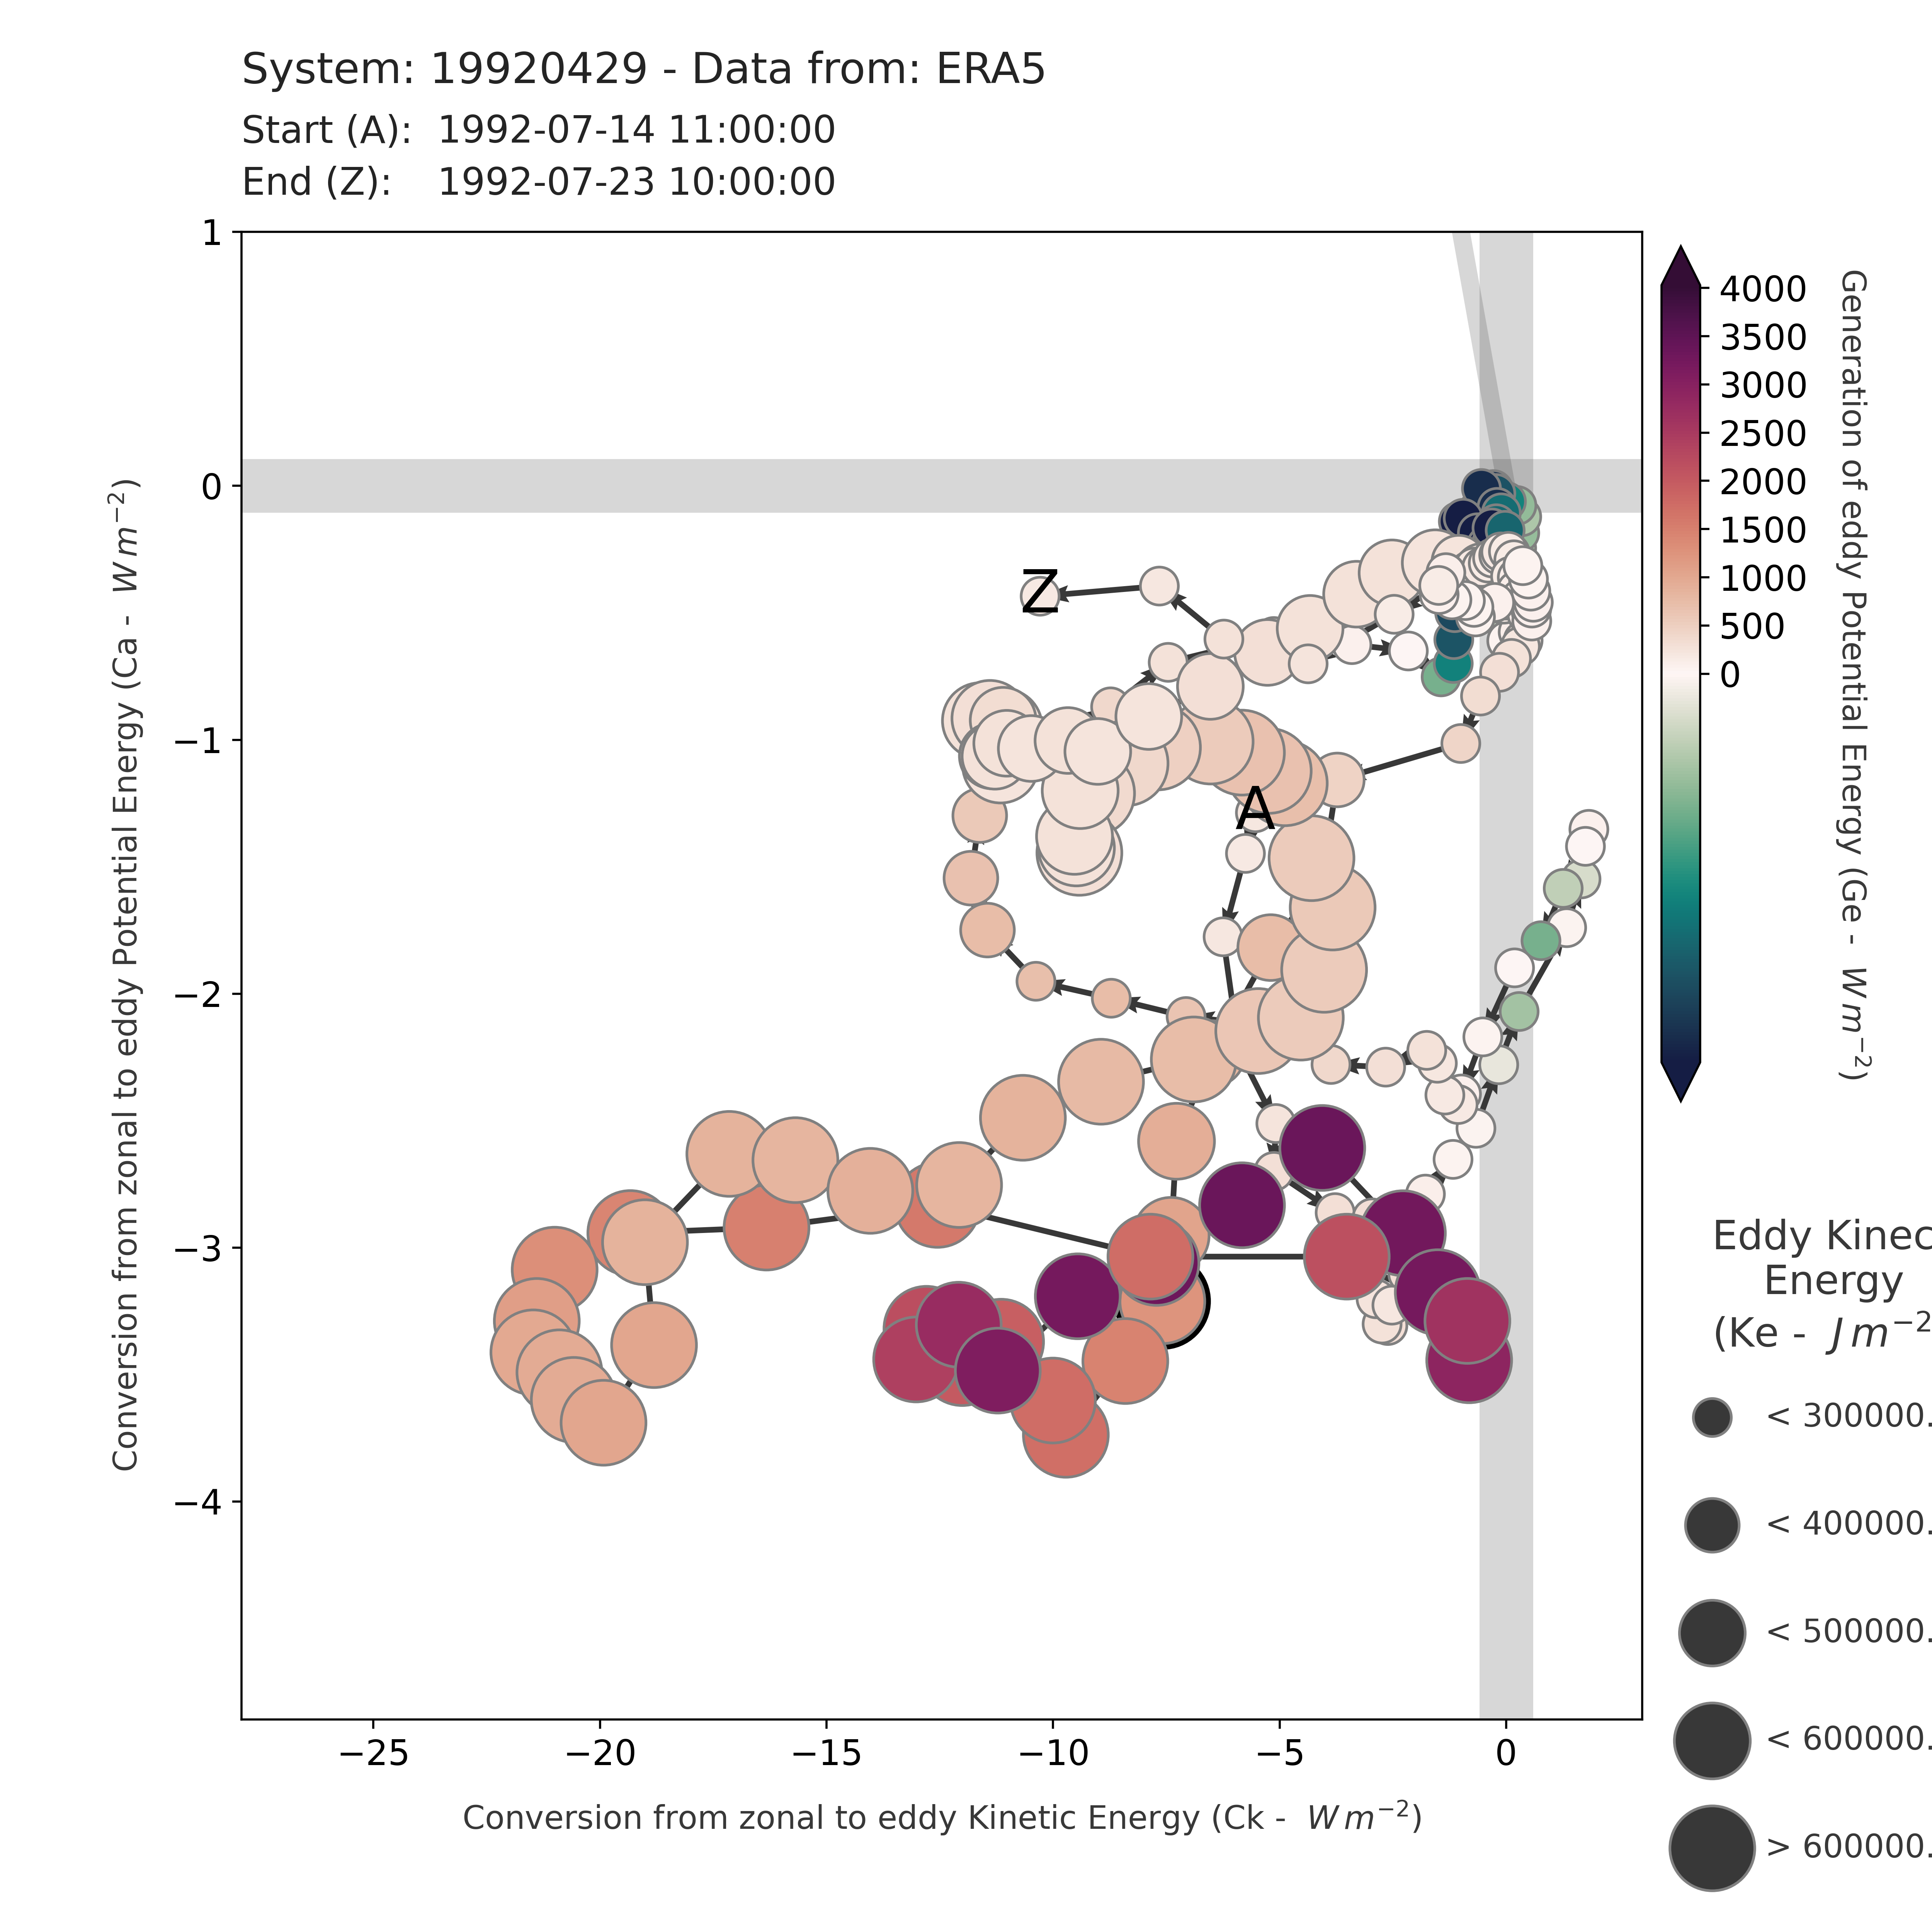 System: 19920429 - Data from: ERA5
Start (A): 1992-07-14 11:00:00
End (Z): 1992-07-23 10:00:00
1
0
−1
−2
−3
−4
Conversion from zonal to eddy Potential Energy (Ca - W m⁻²)
−25
−20
−15
−10
−5
0
Conversion from zonal to eddy Kinetic Energy (Ck - W m⁻²)
Z
A
4000
3500
3000
2500
2000
1500
1000
500
0
Generation of eddy Potential Energy (Ge - W m⁻²)
Eddy Kinec
Energy
(Ke - J m⁻²
< 300000.
< 400000.
< 500000.
< 600000.
> 600000.